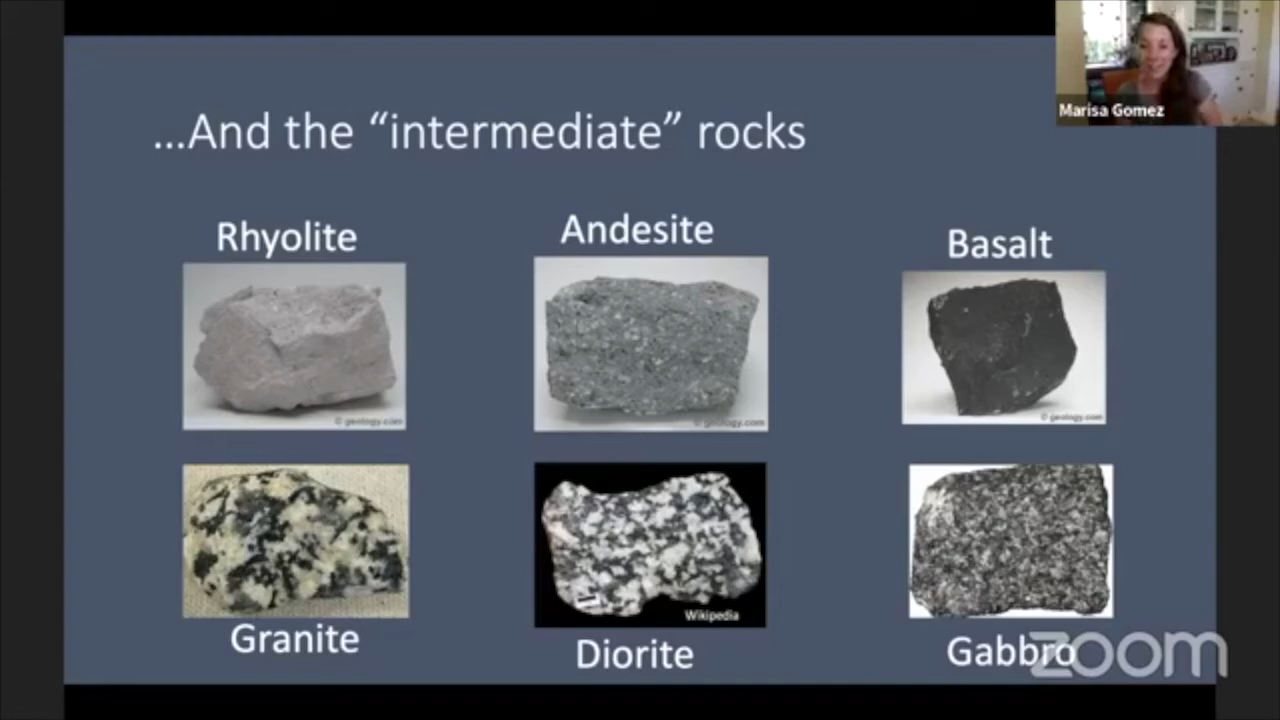 Marisa Gomez
...And the “intermediate” rocks
Rhyolite
Andesite
Basalt
© geology.com
© geology.com
© geology.com
Wikipedia
Granite
Diorite
Gabbro
zoom